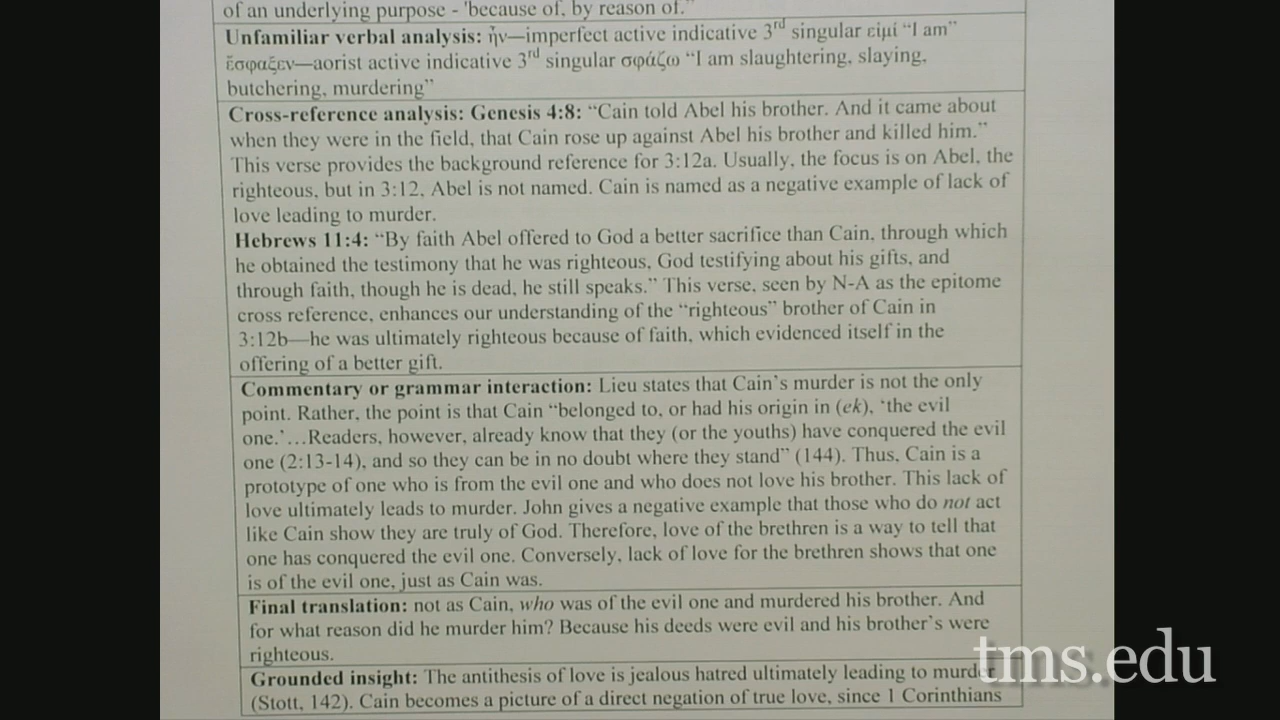 of an underlying purpose - 'because of, by reason of.”
Unfamiliar verbal analysis: ἦν—imperfect active indicative 3rd singular εἰμί “I am”
ἔσφαξεν—aorist active indicative 3rd singular σφάζω “I am slaughtering, slaying,
butchering, murdering”
Cross-reference analysis: Genesis 4:8: “Cain told Abel his brother. And it came about
when they were in the field, that Cain rose up against Abel his brother and killed him.”
This verse provides the background reference for 3:12a. Usually, the focus is on Abel, the
righteous, but in 3:12, Abel is not named. Cain is named as a negative example of lack of
love leading to murder.
Hebrews 11:4: “By faith Abel offered to God a better sacrifice than Cain, through which
he obtained the testimony that he was righteous, God testifying about his gifts, and
through faith, though he is dead, he still speaks.” This verse, seen by N-A as the epitome
cross reference, enhances our understanding of the “righteous” brother of Cain in
3:12b—he was ultimately righteous because of faith, which evidenced itself in the
offering of a better gift.
Commentary or grammar interaction: Lieu states that Cain’s murder is not the only
point. Rather, the point is that Cain “belonged to, or had his origin in (ek), ‘the evil
one.’…Readers, however, already know that they (or the youths) have conquered the evil
one (2:13-14), and so they can be in no doubt where they stand” (144). Thus, Cain is a
prototype of one who is from the evil one and who does not love his brother. This lack of
love ultimately leads to murder. John gives a negative example that those who do not act
like Cain show they are truly of God. Therefore, love of the brethren is a way to tell that
one has conquered the evil one. Conversely, lack of love for the brethren shows that one
is of the evil one, just as Cain was.
Final translation: not as Cain, who was of the evil one and murdered his brother. And
for what reason did he murder him? Because his deeds were evil and his brother’s were
righteous.
Grounded insight: The antithesis of love is jealous hatred ultimately leading to murder
(Stott, 142). Cain becomes a picture of a direct negation of true love, since 1 Corinthians
tms.edu